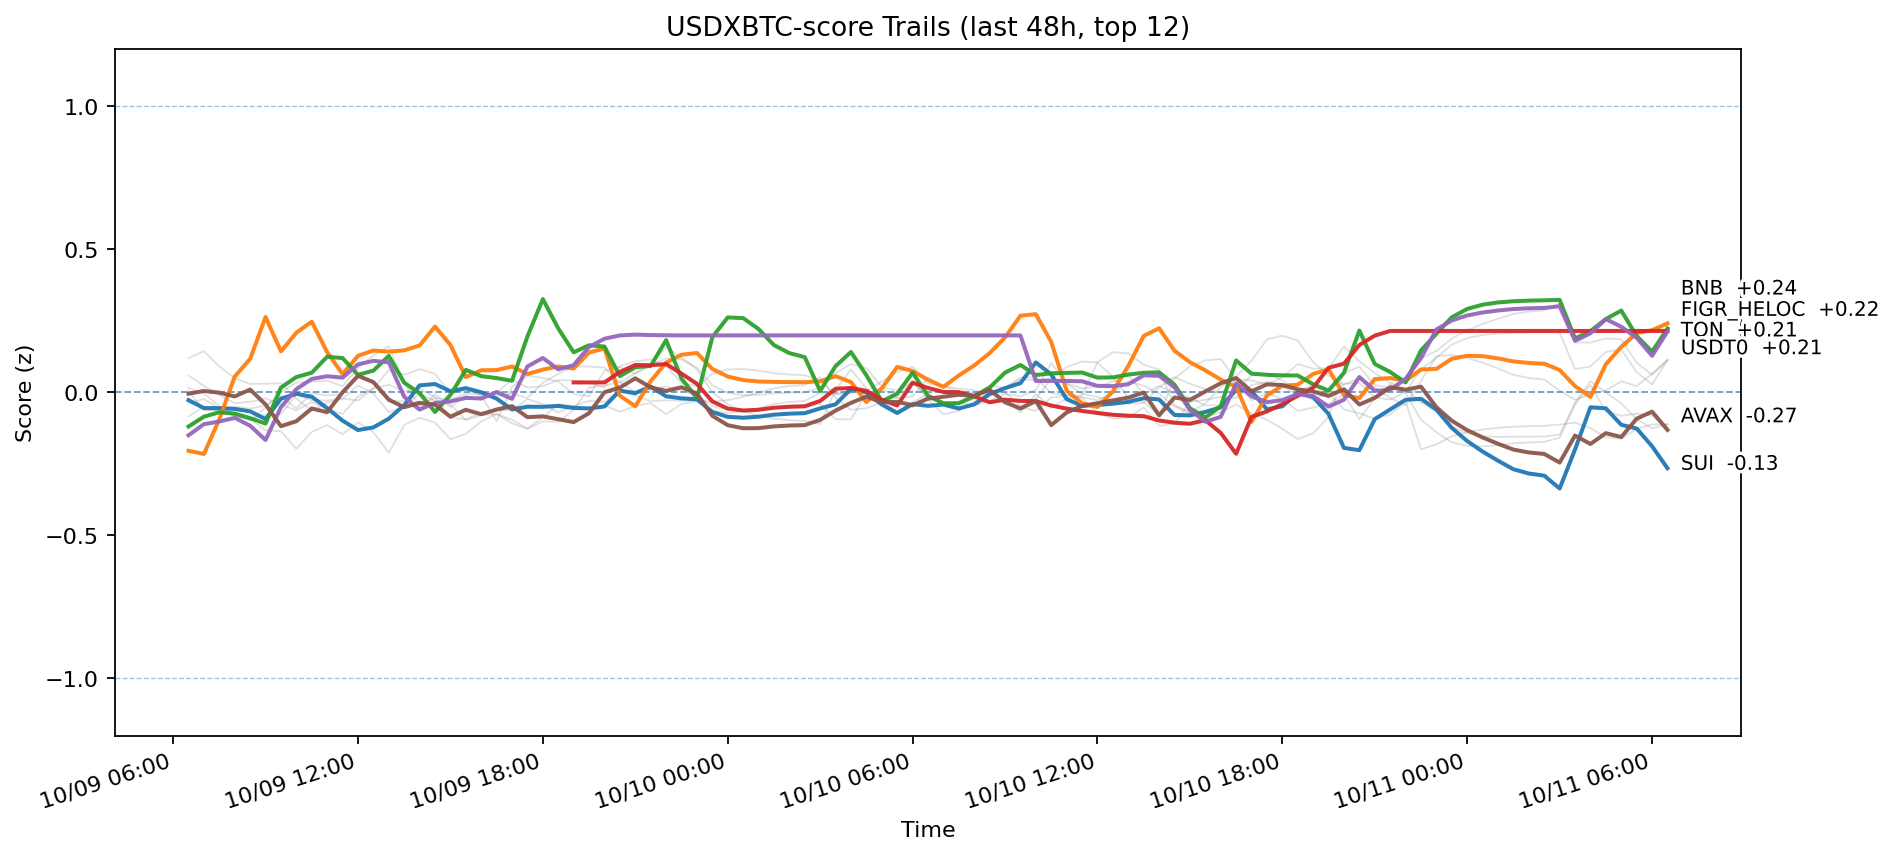 USDXBTC-score Trails (last 48h, top 12)
Score (z)
1.0
0.5
0.0
−0.5
−1.0
BNB +0.24
FIGR_HELOC +0.22
TON +0.21
USDT0 +0.21
AVAX -0.27
SUI -0.13
10/09 06:00
10/09 12:00
10/09 18:00
10/10 00:00
10/10 06:00
10/10 12:00
10/10 18:00
10/11 00:00
10/11 06:00
Time